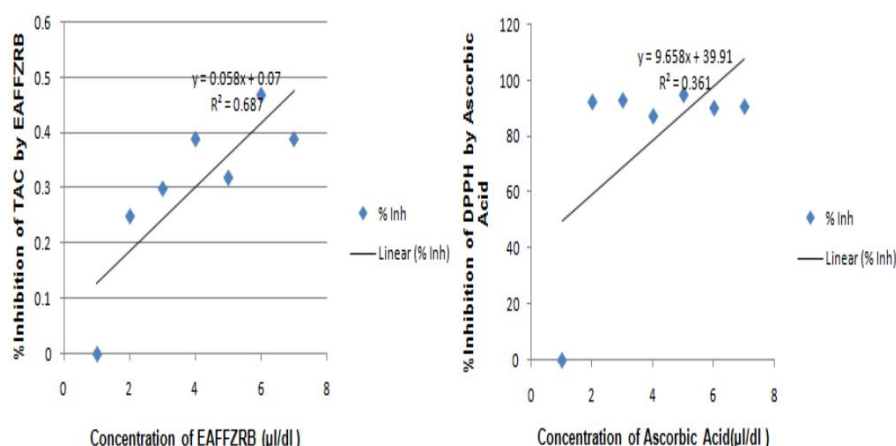 %Inhibition of TAC by EAFFZRB
0.6
0.5
0.4
0.3
0.2
0.1
0
0 2 4 6 8
y = 0.058x + 0.07
R² = 0.687
% Inh
Linear (% Inh)
Concentration of EAFFZRB (µl/dl )
%Inhibition of DPPH by Ascorbic
Acid
120
100
80
60
40
20
0
0 2 4 6 8
y = 9.658x + 39.91
R² = 0.361
% Inh
Linear (% Inh)
Concentration of Ascorbic Acid(µl/dl )